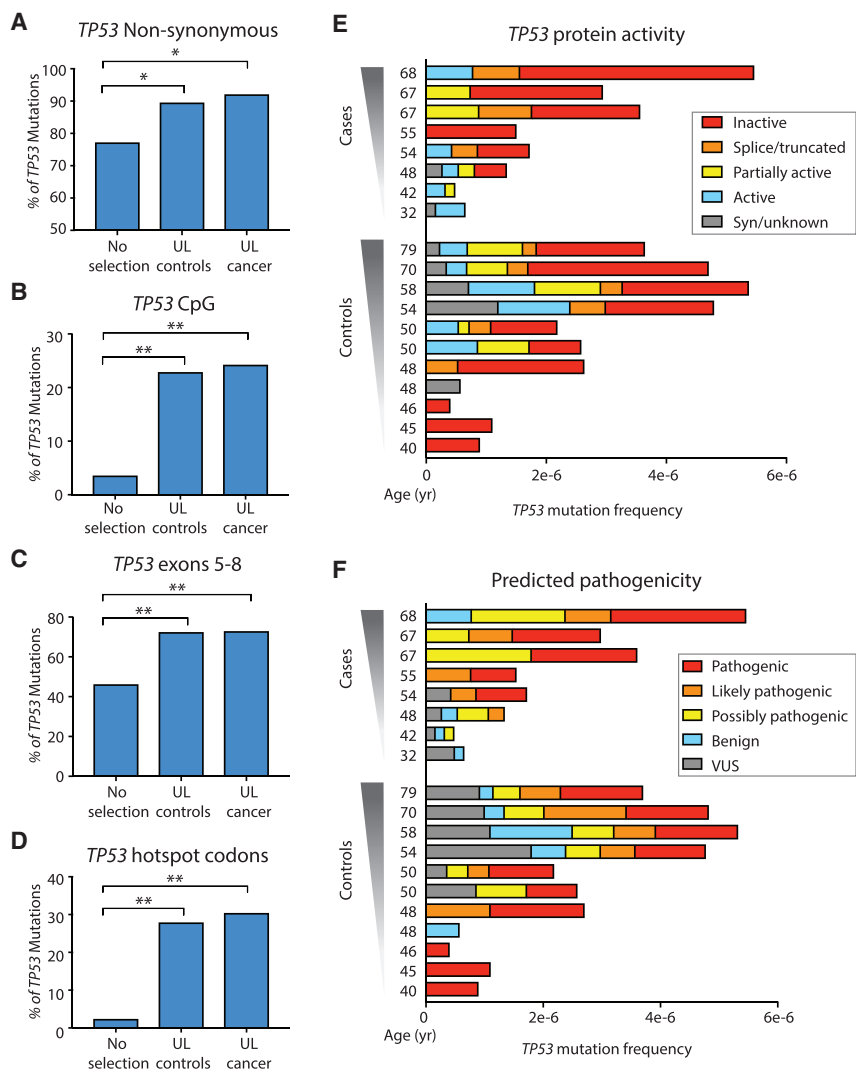 A
TP53 Non-synonymous
*
*
100
90
80
70
60
50
% of TP53 Mutations
No selection
UL controls
UL cancer
B
TP53 CpG
**
**
30
20
10
0
% of TP53 Mutations
No selection
UL controls
UL cancer
C
TP53 exons 5-8
**
**
80
60
40
20
0
% of TP53 Mutations
No selection
UL controls
UL cancer
D
TP53 hotspot codons
**
**
40
30
20
10
0
% of TP53 Mutations
No selection
UL controls
UL cancer
E
TP53 protein activity
Cases
68
67
67
55
54
48
42
32
Controls
79
70
58
54
50
50
48
48
46
45
40
Inactive
Splice/truncated
Partially active
Active
Syn/unknown
0
2e-6
4e-6
6e-6
Age (yr)
TP53 mutation frequency
F
Predicted pathogenicity
Cases
68
67
67
55
54
48
42
32
Controls
79
70
58
54
50
50
48
48
46
45
40
Pathogenic
Likely pathogenic
Possibly pathogenic
Benign
VUS
0
2e-6
4e-6
6e-6
Age (yr)
TP53 mutation frequency